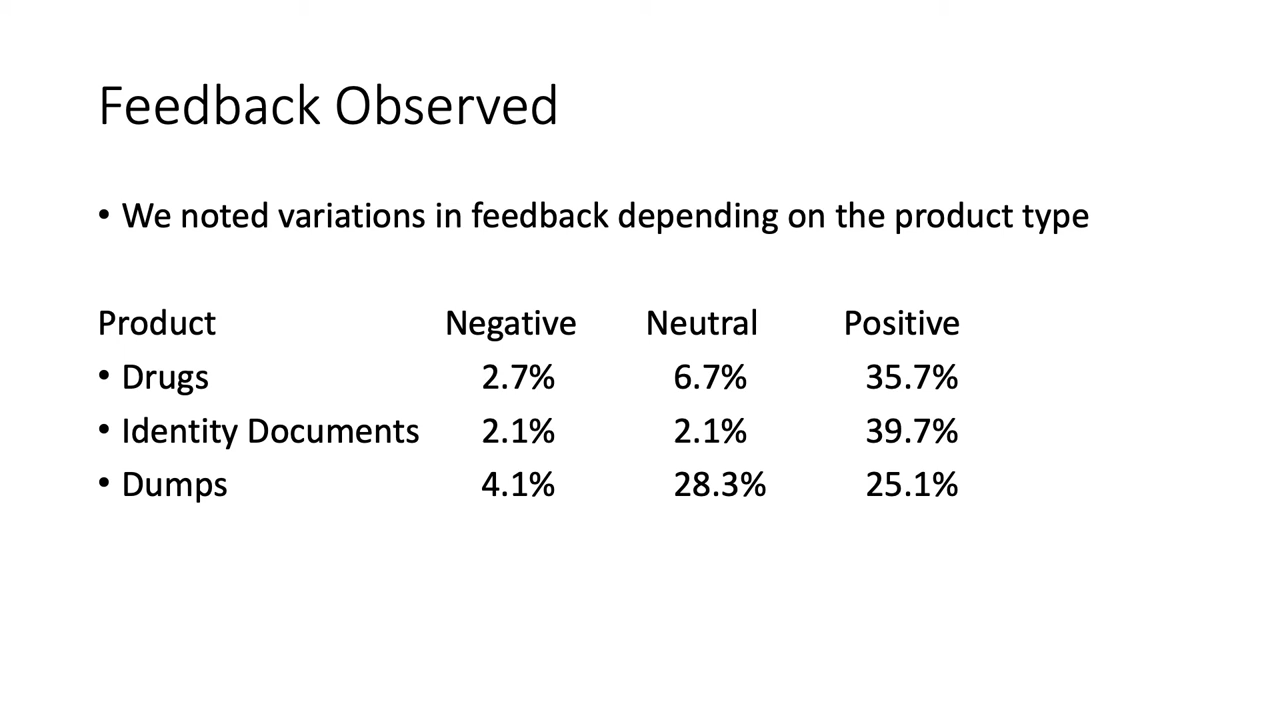 Feedback Observed
• We noted variations in feedback depending on the product type
Product Negative Neutral Positive
• Drugs 2.7% 6.7% 35.7%
• Identity Documents 2.1% 2.1% 39.7%
• Dumps 4.1% 28.3% 25.1%